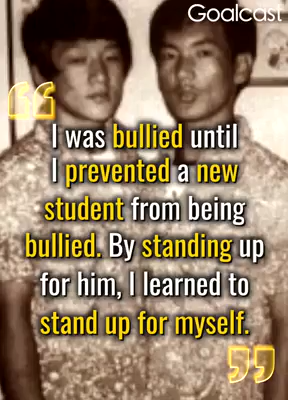 Goalcast
“
I was bullied until
I prevented a new
student from being
bullied. By standing up
for him, I learned to
stand up for myself.
”